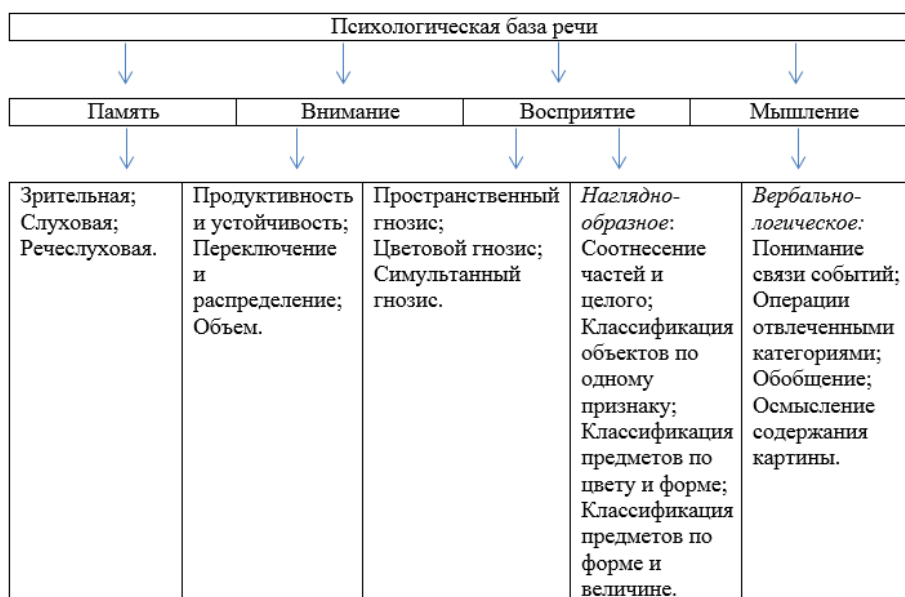 Психологическая база речи
Память
Внимание
Восприятие
Мышление
Зрительная;
Слуховая;
Речеслуховая.
Продуктивность
и устойчивость;
Переключение
и
распределение;
Объем.
Пространственный
гнозис;
Цветовой гнозис;
Симультанный
гнозис.
Наглядно-
образное:
Соотнесение
частей и
целого;
Классификация
объектов по
одному
признаку;
Классификация
предметов по
цвету и форме;
Классификация
предметов по
форме и
величине.
Вербально-
логическое:
Понимание
связи событий;
Операции
отвлеченными
категориями;
Обобщение;
Осмысление
содержания
картины.